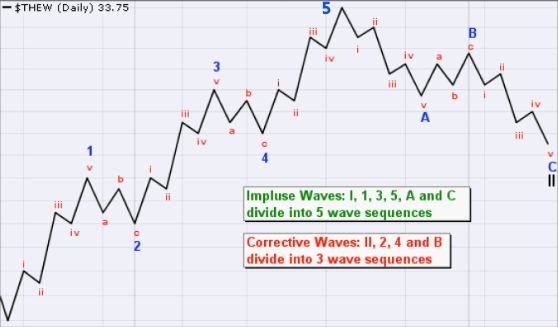 $THEW (Daily) 33.75
5
iii
ii
B
iv
i
c
3
v
iii
iv
a
ii
i
v
b
i
A
iii
b
ii
iv
a
c
4
1
v
b
i
iii
iv
v
C
II
iii
ii
iv
a
c
2
Impluse Waves: I, 1, 3, 5, A and C
divide into 5 wave sequences
Corrective Waves: II, 2, 4 and B
divide into 3 wave sequences
i
ii